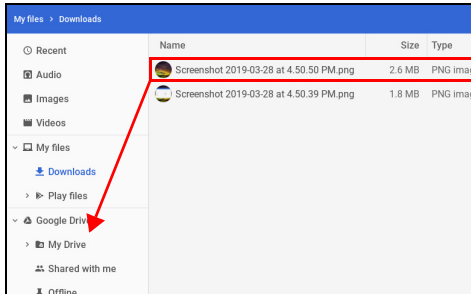 My files > Downloads
Recent
Audio
Images
Videos
My files
Downloads
Play files
Google Drive
My Drive
Shared with me
Offline
Name Size Type
Screenshot 2019-03-28 at 4.50.50 PM.png 2.6 MB PNG imag
Screenshot 2019-03-28 at 4.50.39 PM.png 1.8 MB PNG imag